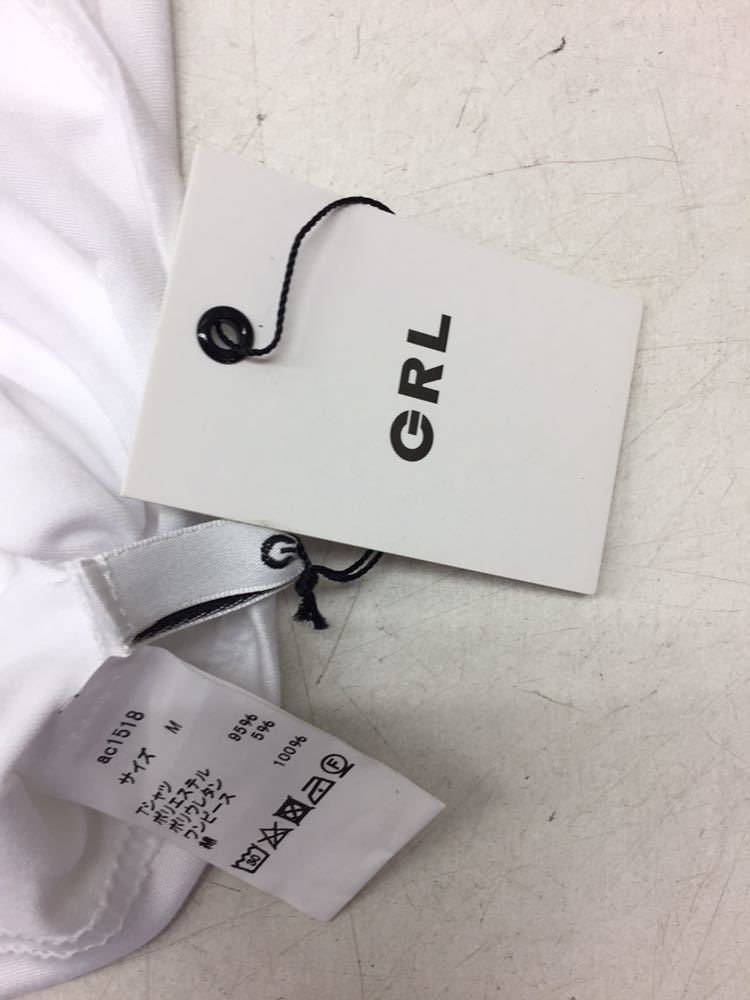 GRL
G
ac1518
サイズ M
Tシャツ
ポリエステル 95%
ポリウレタン 5%
ワンピース
綿 100%
30
F